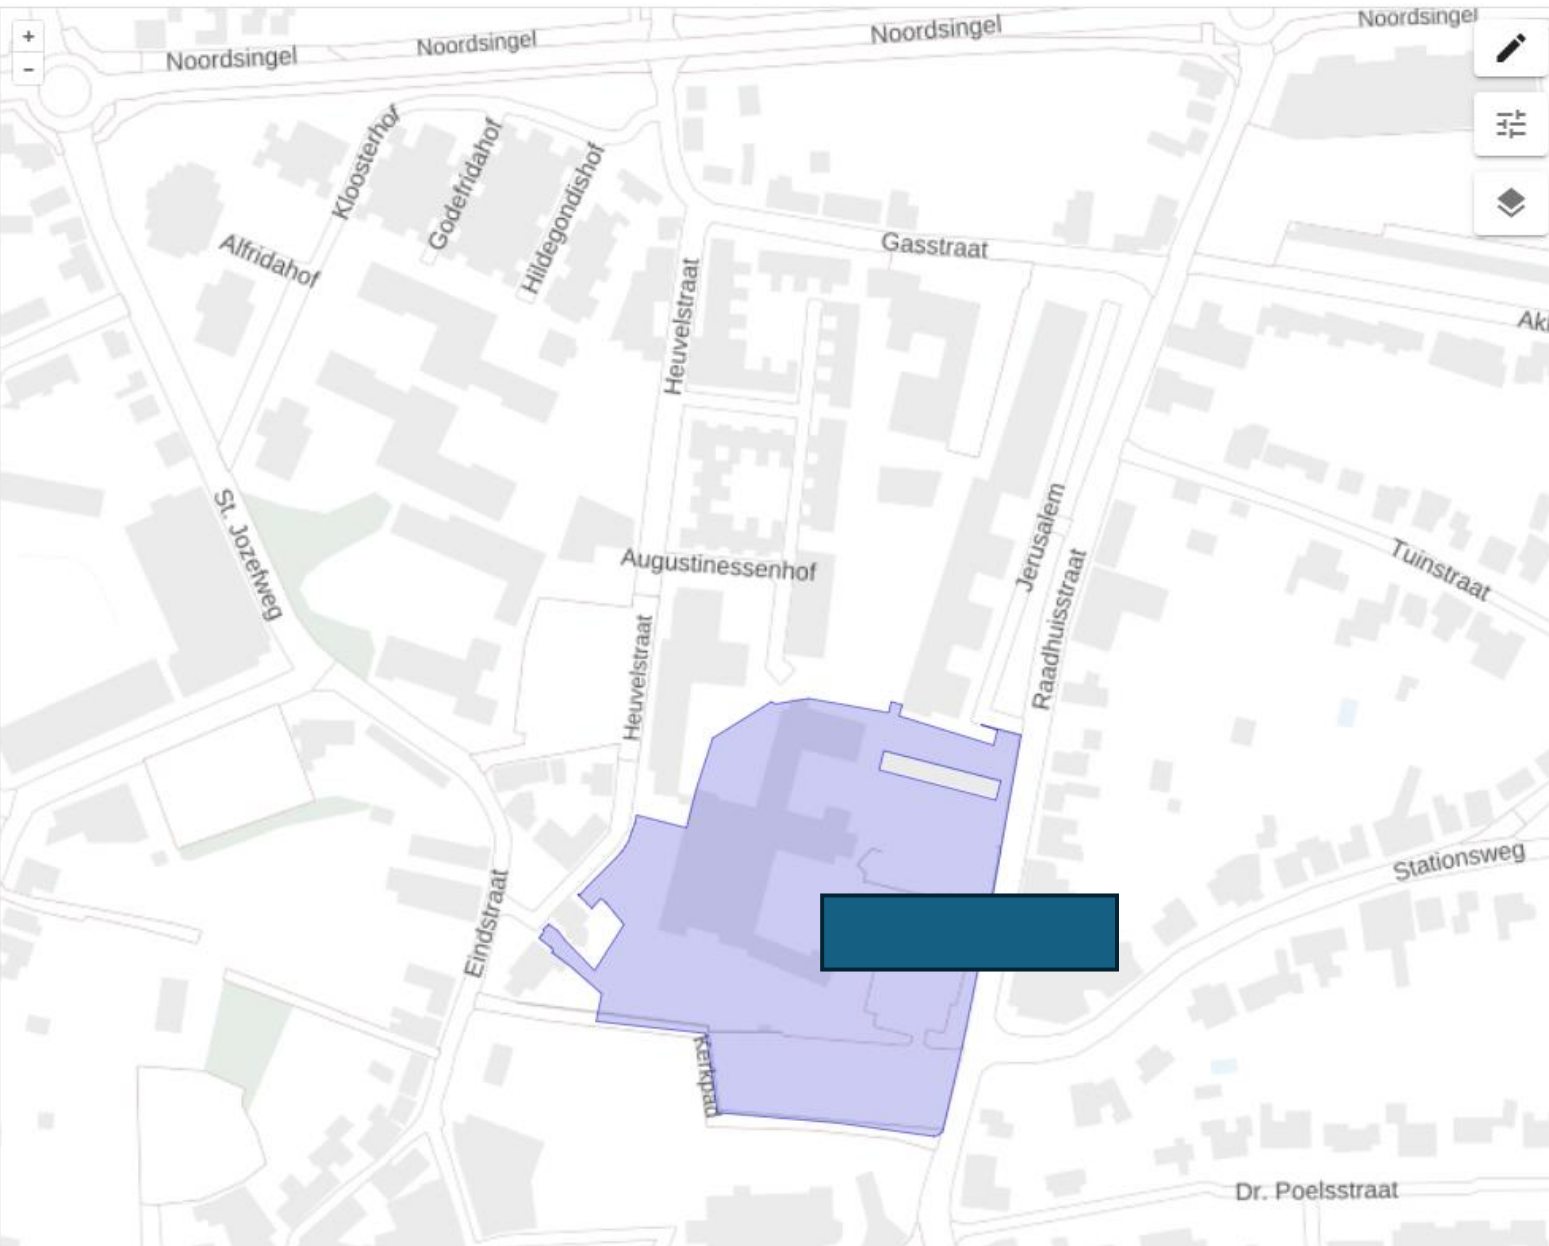 +
-
Noordsingel
Noordsingel
Noordsingel
Noordsingel
Kloosterhof
Godefridahof
Hildegondishof
Alfridahof
Heuvelstraat
Gasstraat
Ak
St. Jozefweg
Augustinessenhof
Jerusalem
Raadhuisstraat
Tuinstraat
Heuvelstraat
Stationsweg
Eindstraat
Kerkpad
Dr. Poelsstraat